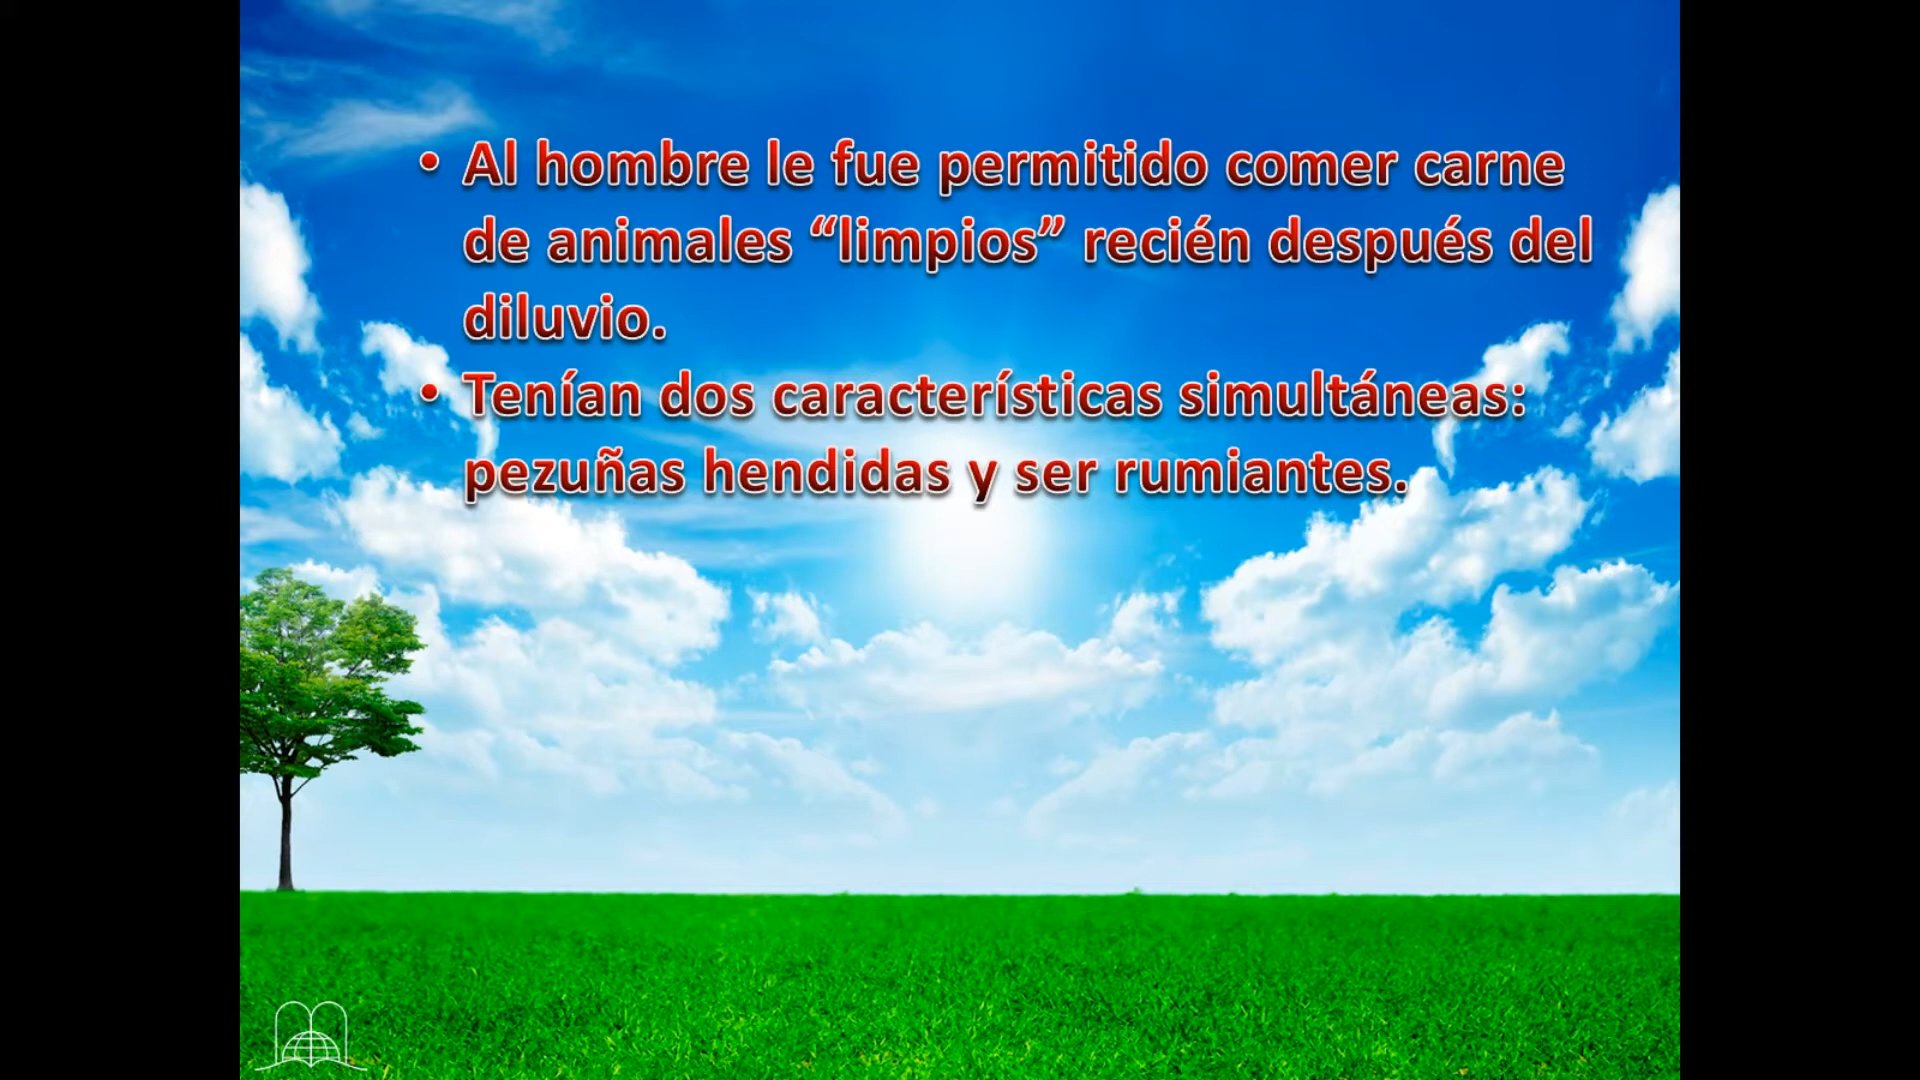 • Al hombre le fue permitido comer carne
de animales “limpios” recién después del
diluvio.
• Tenían dos características simultáneas:
pezuñas hendidas y ser rumiantes.